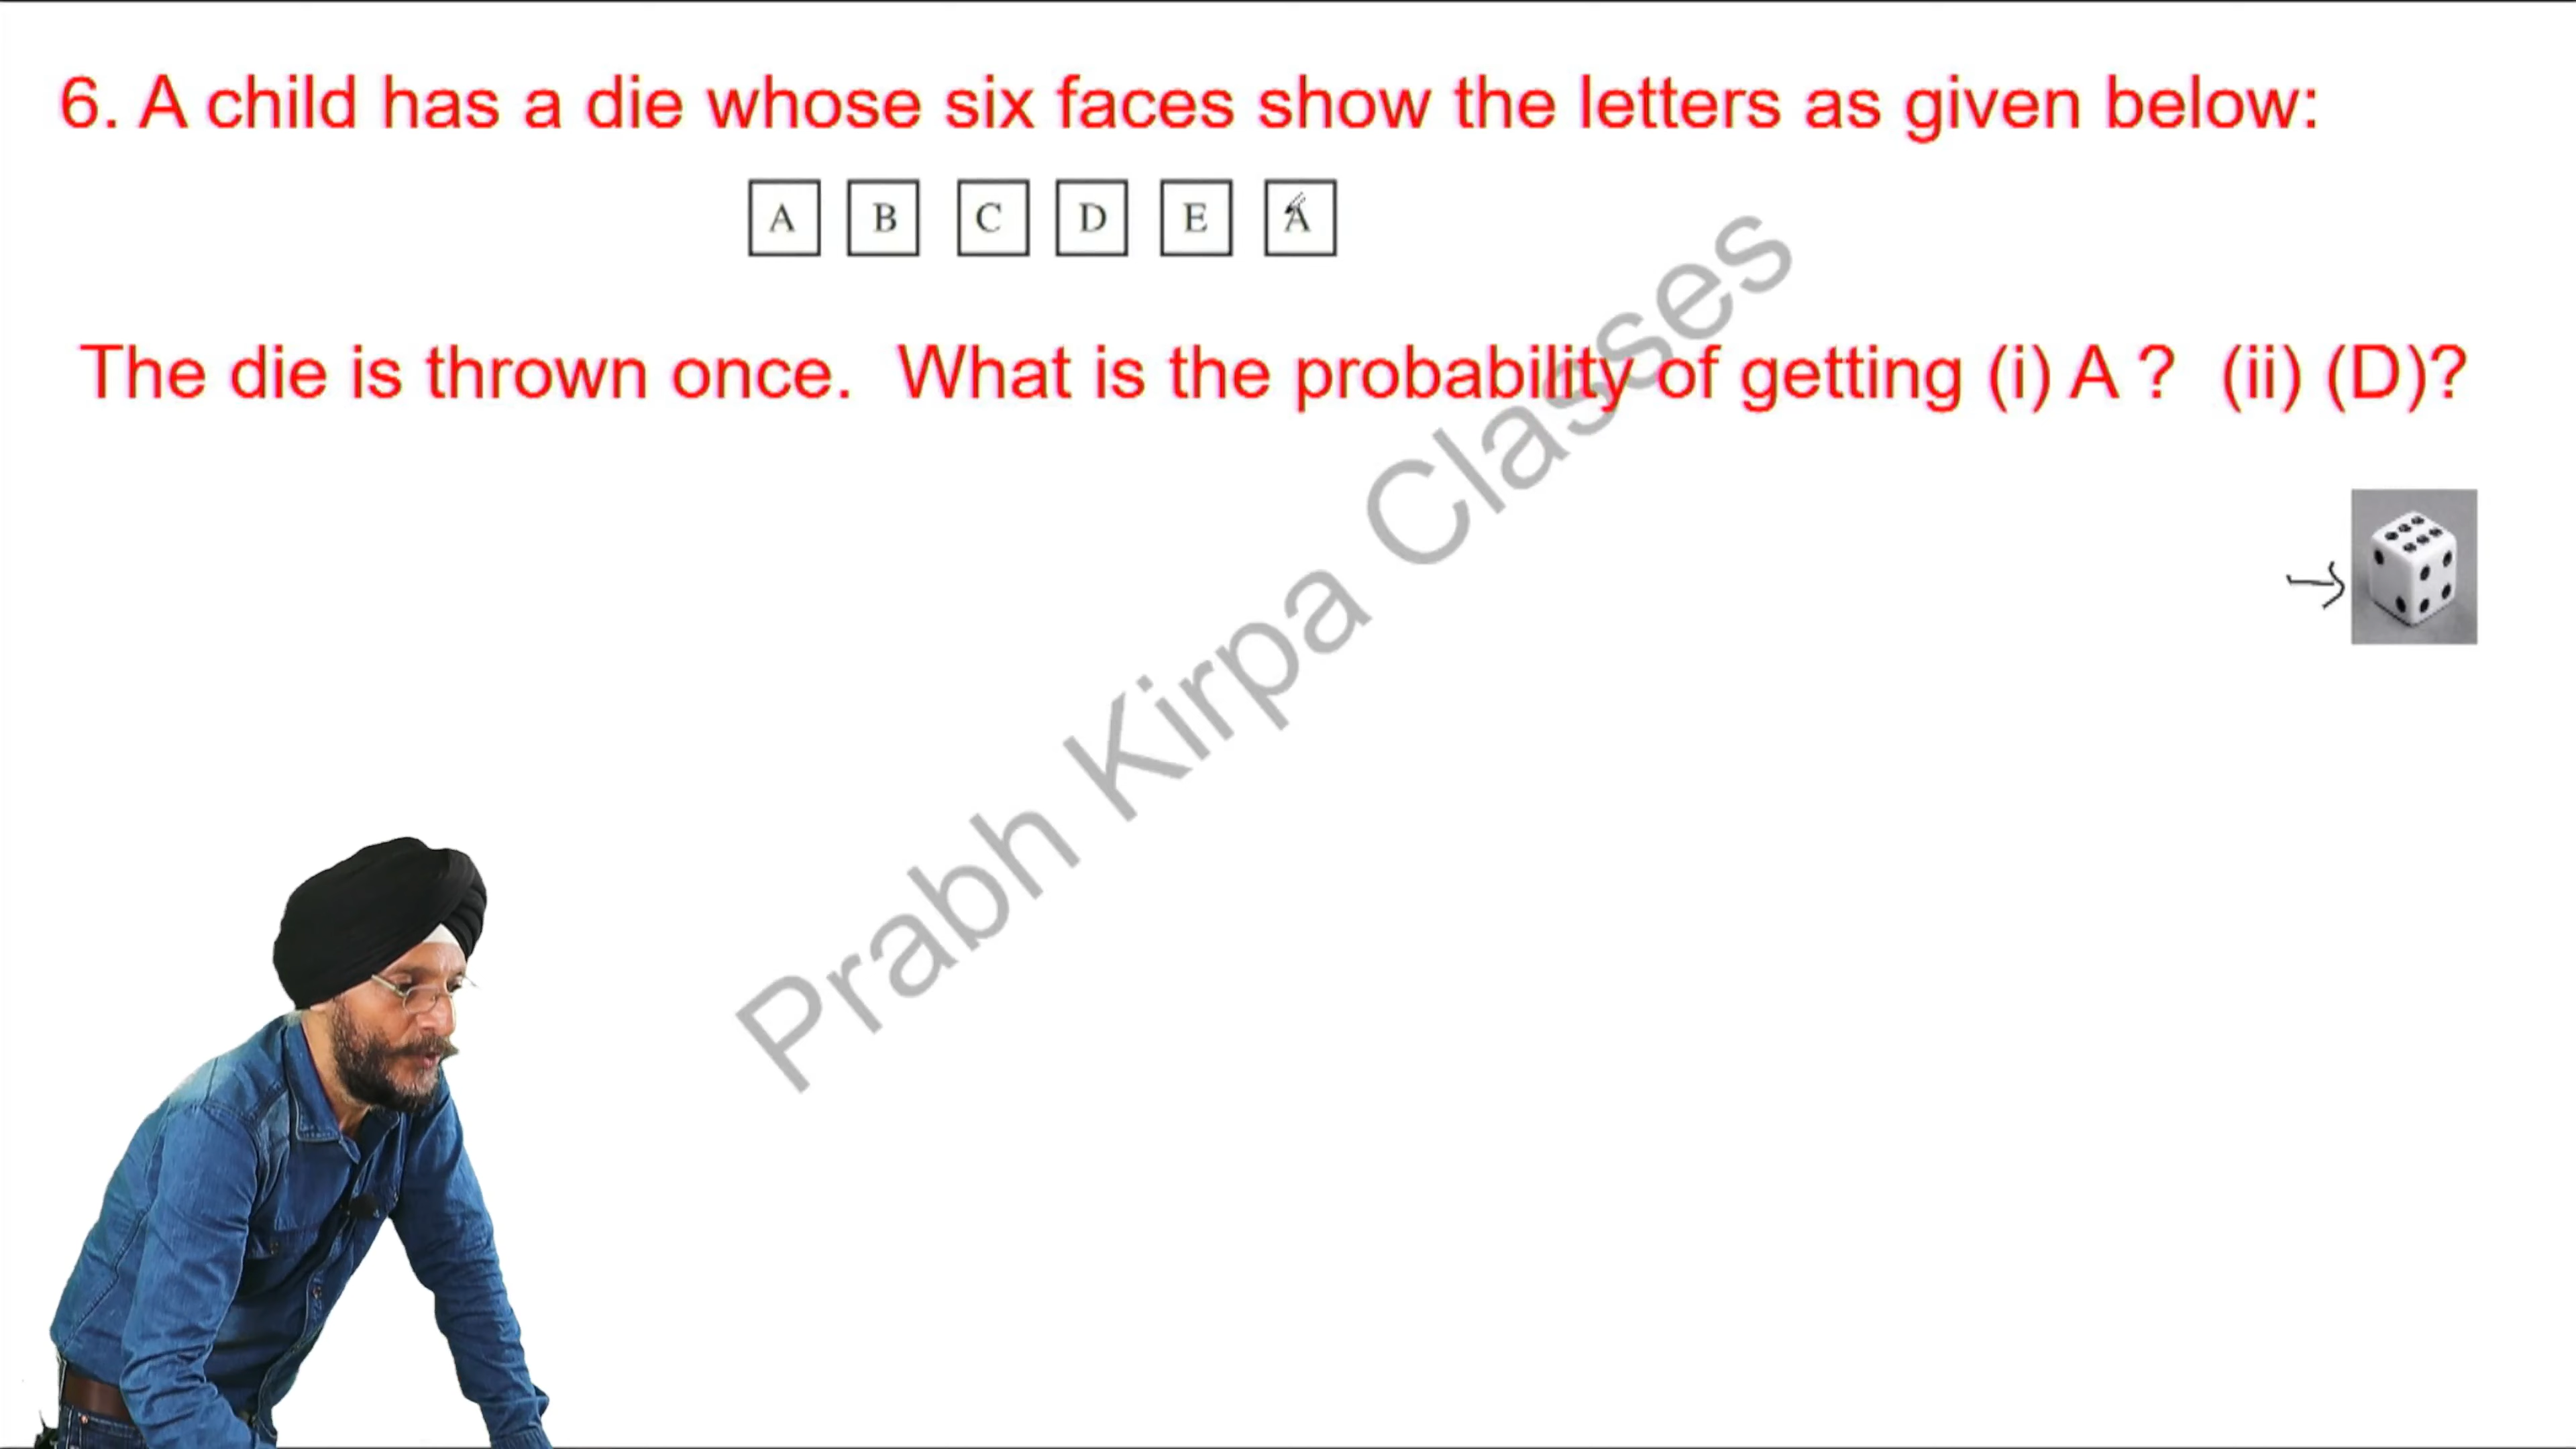 6. A child has a die whose six faces show the letters as given below:
A B C D E A
The die is thrown once. What is the probability of getting (i) A ? (ii) (D)?
Prabh Kirpa Classes